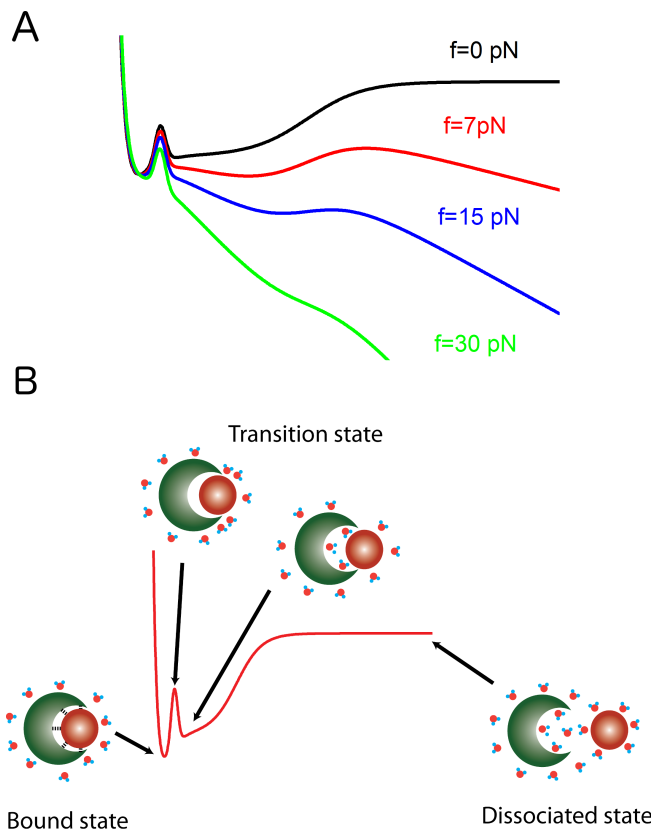 A
f=0 pN
f=7pN
f=15 pN
f=30 pN
B
Transition state
Bound state
Dissociated state